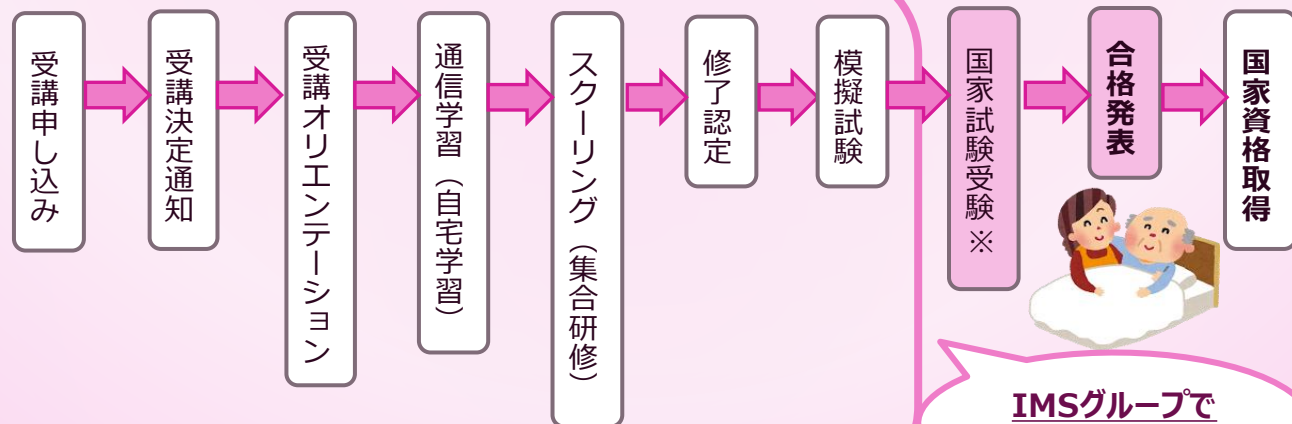 受講申し込み
受講決定通知
受講オリエンテーション
通信学習（自宅学習）
スクーリング（集合研修）
修了認定
模擬試験
国家試験受験※
合格発表
国家資格取得
IMSグループで